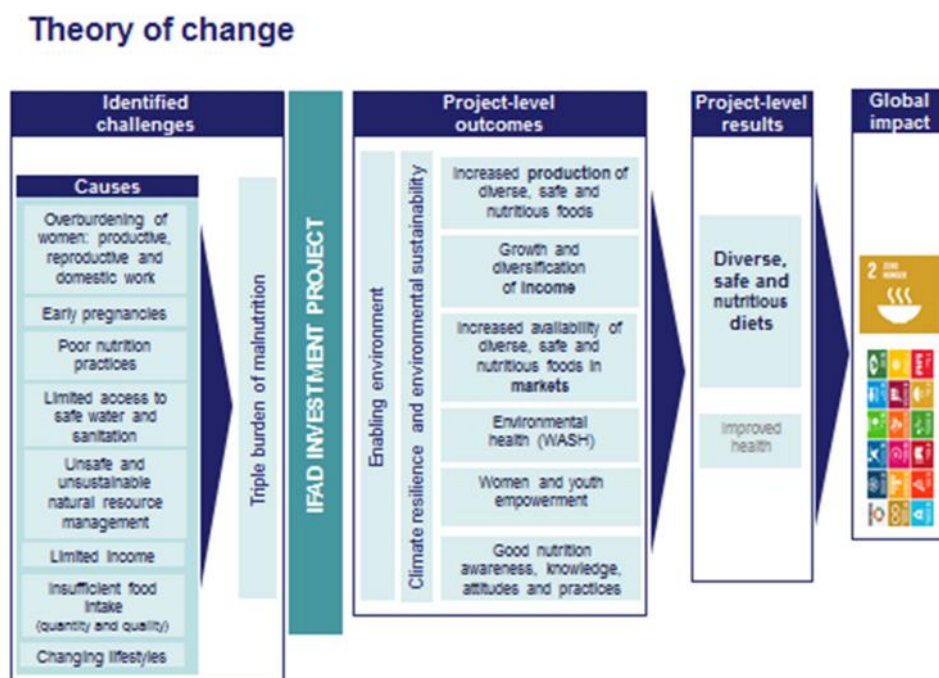 Theory of change
Identified
challenges
Causes
Overburdening of
women: productive,
reproductive and
domestic work
Early pregnancies
Poor nutrition
practices
Limited access to
safe water and
sanitation
Unsafe and
unsustainable
natural resource
management
Limited Income
Insufficient food
Intake
(quantity and quality)
Changing lifestyles
Triple burden of malnutrition
IFAD INVESTMENT PROJECT
Project-level
outcomes
Enabling environment
Climate resilience and environmental sustainability
Increased production of
diverse, safe and
nutritious foods
Growth and
diversification
of Income
Increased availability of
diverse, safe and
nutritious foods in
markets
Environmental
health (WASH)
Women and youth
empowerment
Good nutrition
awareness, knowledge,
attitudes and practices
Project-level
results
Diverse,
safe and
nutritious
diets
Improved
health
Global
impact
2 ZERO
HUNGER